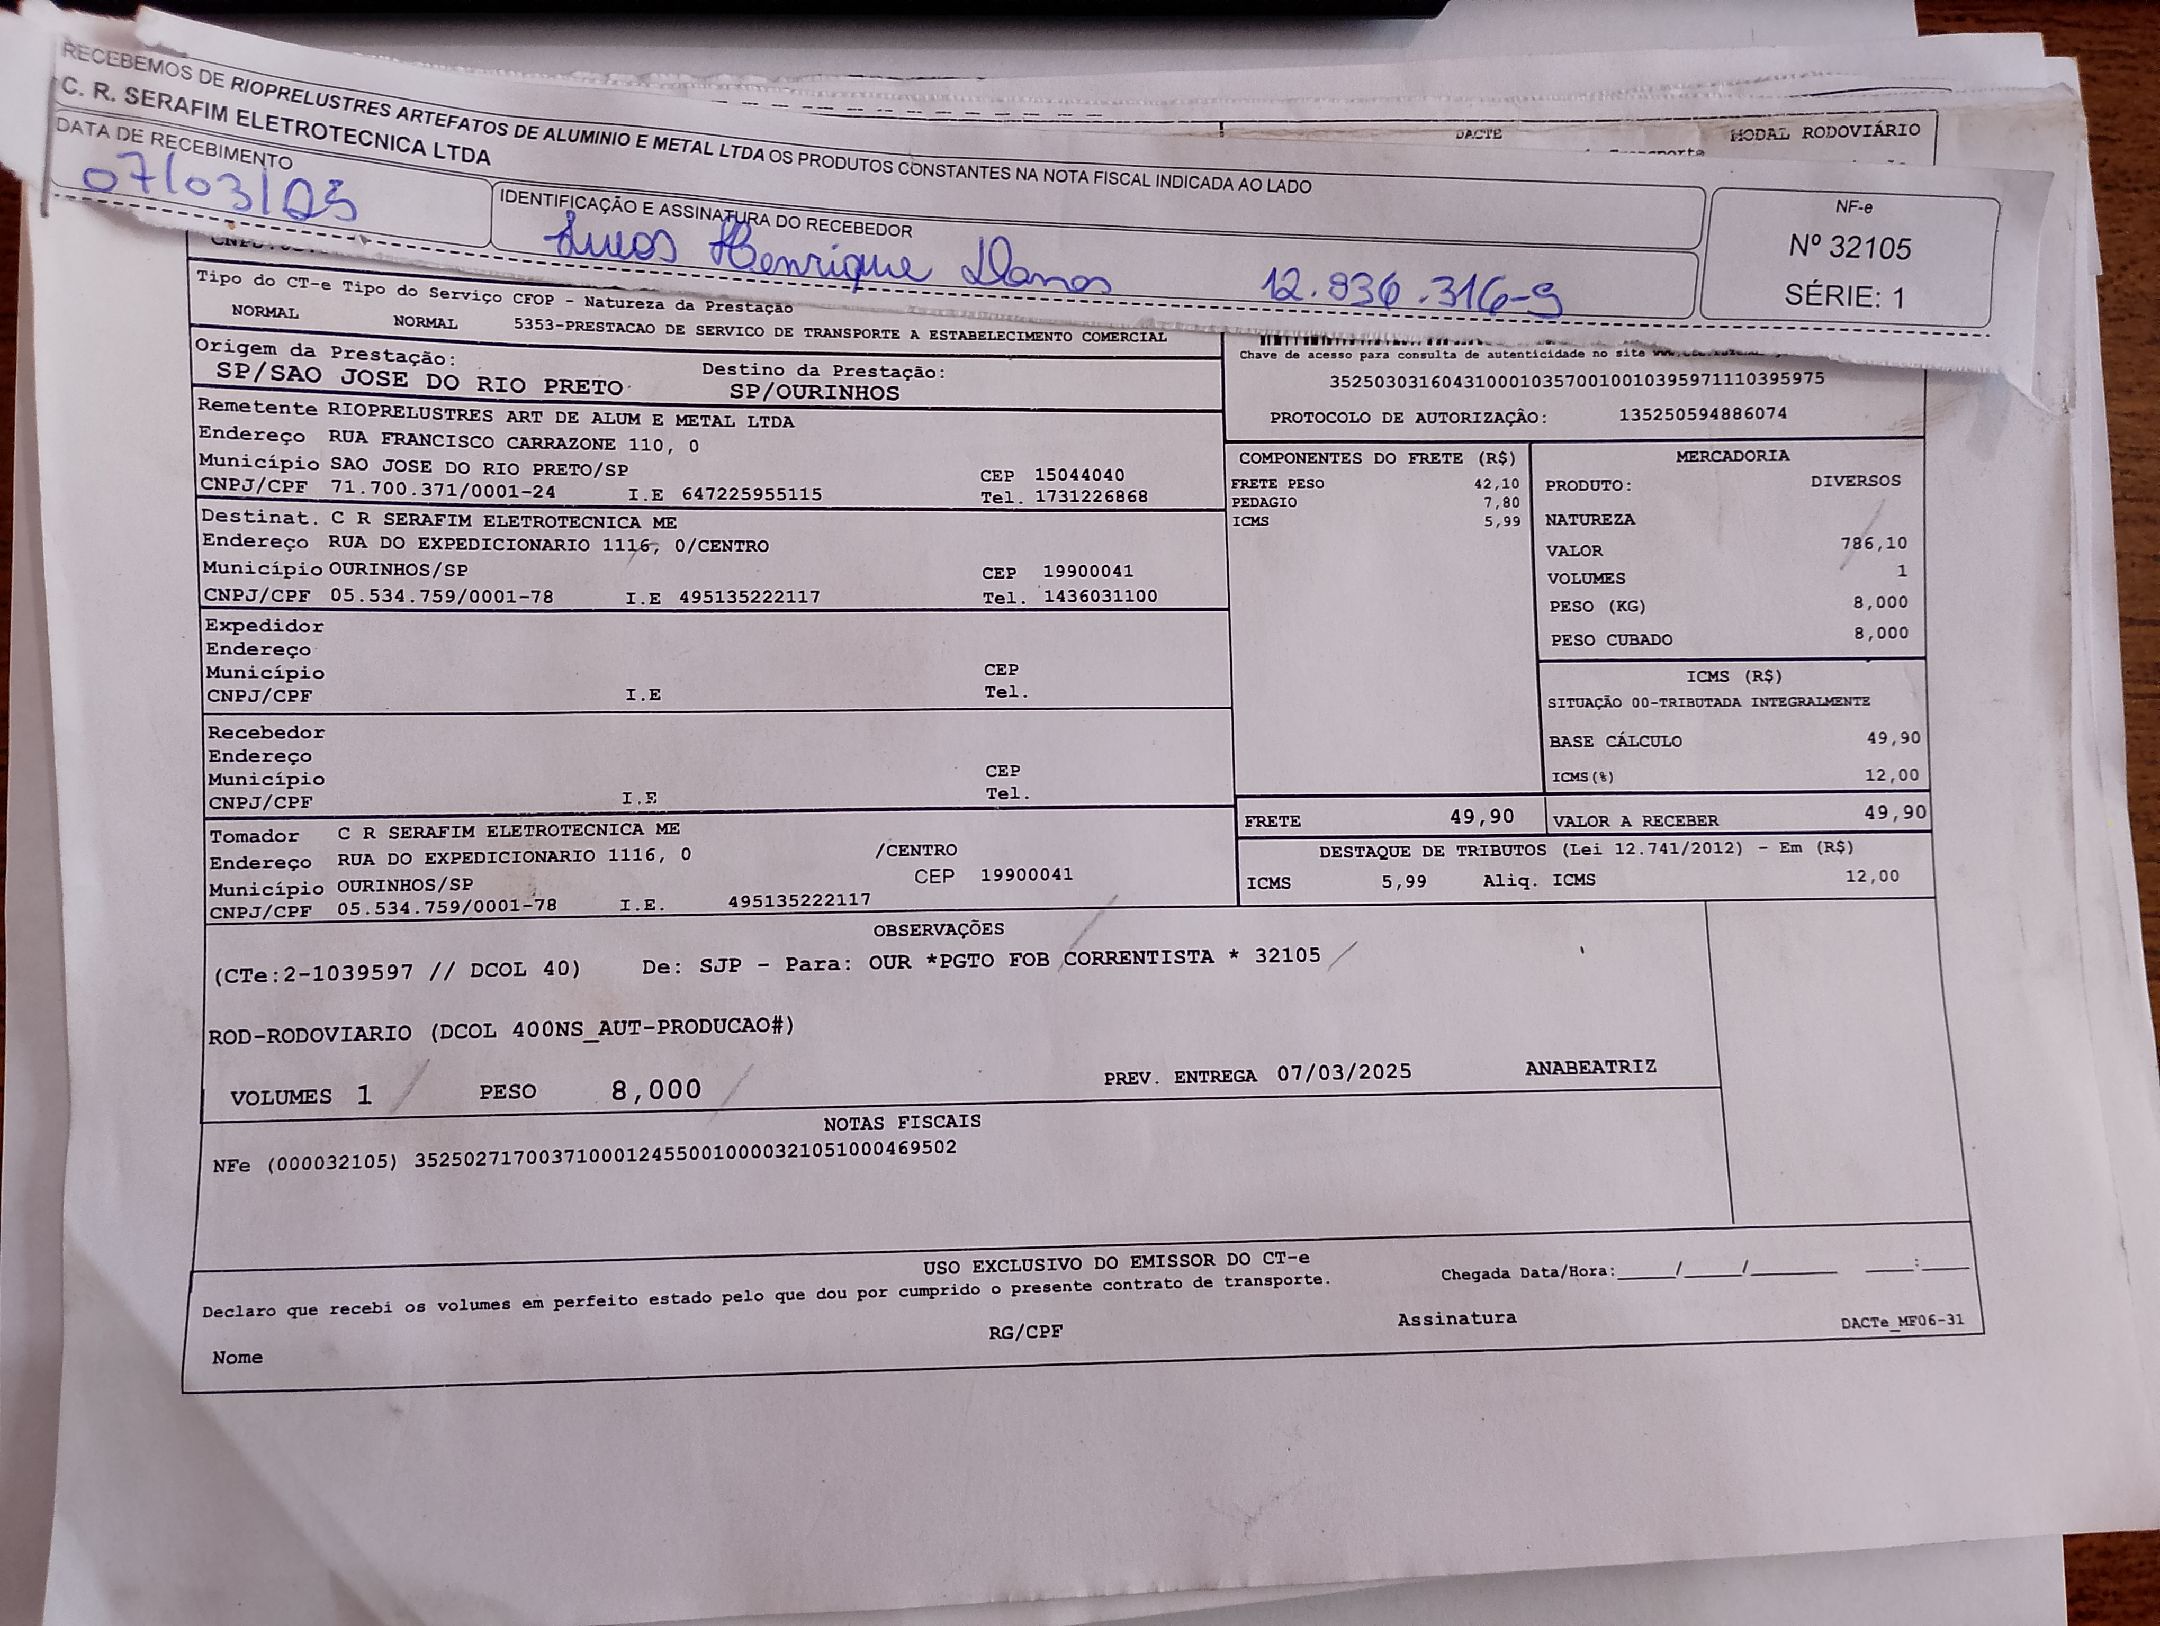 RECEBEMOS DE RIOPRELUSTRES ARTEFATOS DE ALUMINIO E METAL LTDA OS PRODUTOS CONSTANTES NA NOTA FISCAL INDICADA AO LADO
C. R. SERAFIM ELETROTECNICA LTDA
DATA DE RECEBIMENTO
07/03/25
IDENTIFICAÇÃO E ASSINATURA DO RECEBEDOR
Henrique 12.836.316-9
NF-e
Nº 32105
SÉRIE: 1
DACTE
MODAL RODOVIÁRIO
Tipo do CT-e Tipo do Serviço CFOP - Natureza da Prestação
NORMAL NORMAL 5353-PRESTACAO DE SERVICO DE TRANSPORTE A ESTABELECIMENTO COMERCIAL
Origem da Prestação: Destino da Prestação:
SP/SAO JOSE DO RIO PRETO SP/OURINHOS
Chave de acesso para consulta de autenticidade no site
35250303160431000103570010010395971110395975
PROTOCOLO DE AUTORIZAÇÃO: 135250594886074
Remetente RIOPRELUSTRES ART DE ALUM E METAL LTDA
Endereço RUA FRANCISCO CARRAZONE 110, 0
Município SAO JOSE DO RIO PRETO/SP CEP 15044040
CNPJ/CPF 71.700.371/0001-24 I.E 647225955115 Tel. 1731226868
Destinat. C R SERAFIM ELETROTECNICA ME
Endereço RUA DO EXPEDICIONARIO 1116, 0/CENTRO
Município OURINHOS/SP CEP 19900041
CNPJ/CPF 05.534.759/0001-78 I.E 495135222117 Tel. 1436031100
Expedidor
Endereço
Município CEP
CNPJ/CPF I.E Tel.
Recebedor
Endereço
Município CEP
CNPJ/CPF I.E Tel.
Tomador C R SERAFIM ELETROTECNICA ME
Endereço RUA DO EXPEDICIONARIO 1116, 0 /CENTRO
Município OURINHOS/SP CEP 19900041
CNPJ/CPF 05.534.759/0001-78 I.E. 495135222117
COMPONENTES DO FRETE (R$)
FRETE PESO 42,10
PEDAGIO 7,80
ICMS 5,99
MERCADORIA
PRODUTO: DIVERSOS
NATUREZA
VALOR 786,10
VOLUMES 1
PESO (KG) 8,000
PESO CUBADO 8,000
ICMS (R$)
SITUAÇÃO 00-TRIBUTADA INTEGRALMENTE
BASE CÁLCULO 49,90
ICMS(%) 12,00
FRETE 49,90 VALOR A RECEBER 49,90
DESTAQUE DE TRIBUTOS (Lei 12.741/2012) - Em (R$)
ICMS 5,99 Aliq. ICMS 12,00
OBSERVAÇÕES
(CTe:2-1039597 // DCOL 40) De: SJP - Para: OUR *PGTO FOB CORRENTISTA * 32105
ROD-RODOVIARIO (DCOL 400NS_AUT-PRODUCAO#)
VOLUMES 1 PESO 8,000 PREV. ENTREGA 07/03/2025 ANABEATRIZ
NOTAS FISCAIS
NFe (000032105) 35250271700371000124550010000321051000469502
USO EXCLUSIVO DO EMISSOR DO CT-e
Declaro que recebi os volumes em perfeito estado pelo que dou por cumprido o presente contrato de transporte. Chegada Data/Hora:____/____/______ ___:___
Nome RG/CPF Assinatura DACTe_MF06-31